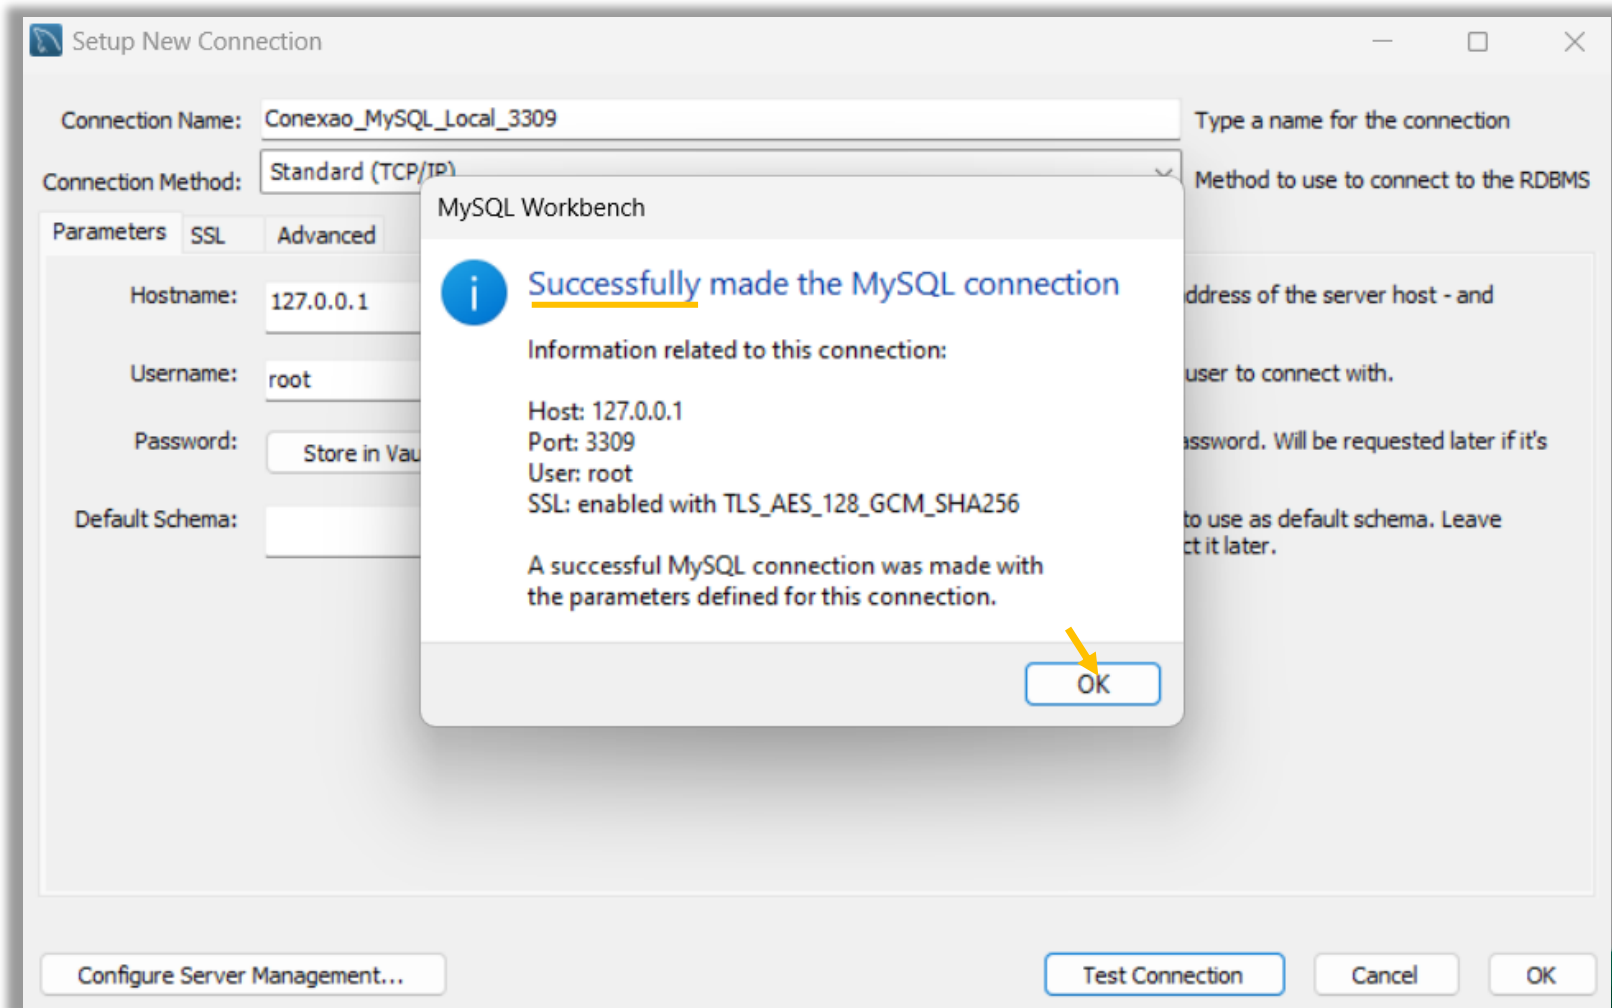 Setup New Connection
Connection Name: Conexao_MySQL_Local_3309 Type a name for the connection
Connection Method: Standard (TCP/IP) Method to use to connect to the RDBMS
Parameters SSL Advanced
MySQL Workbench
Successfully made the MySQL connection
Information related to this connection:
Host: 127.0.0.1
Port: 3309
User: root
SSL: enabled with TLS_AES_128_GCM_SHA256
A successful MySQL connection was made with
the parameters defined for this connection.
OK
Hostname: 127.0.0.1 address of the server host - and
Username: root user to connect with.
Password: Store in password. Will be requested later if it's
Default Schema: to use as default schema. Leave
it later.
Configure Server Management... Test Connection Cancel OK